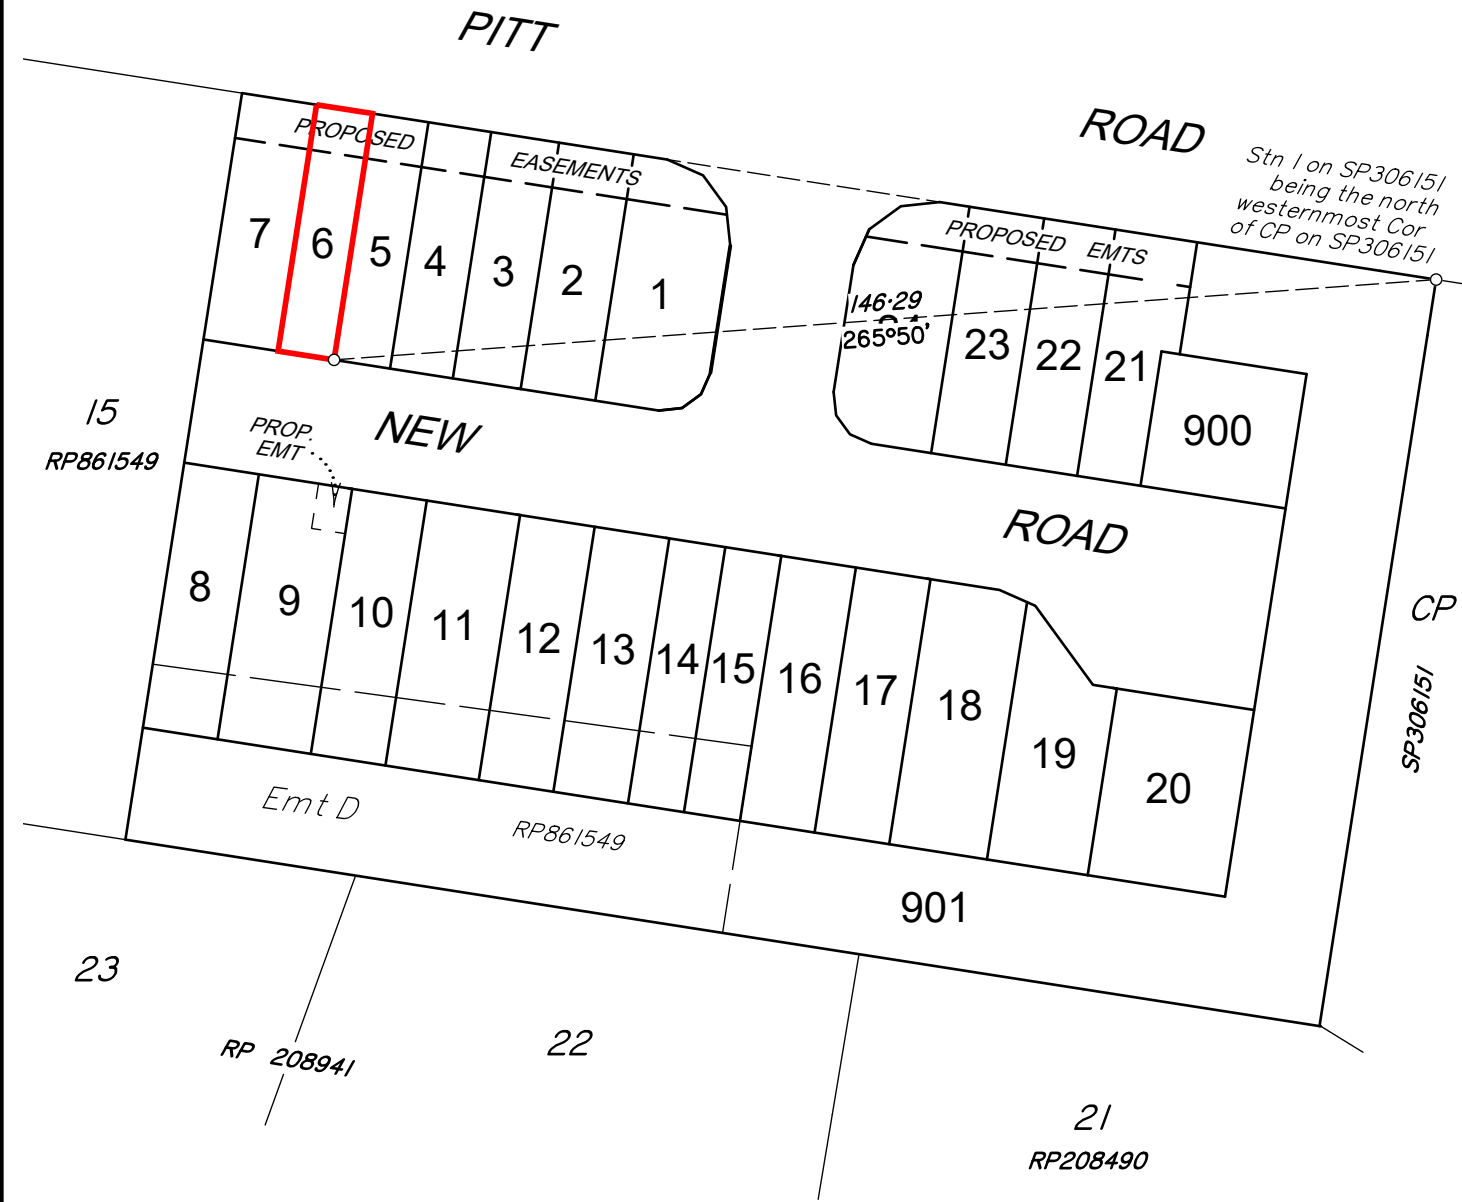 PITT
ROAD
Stn 1 on SP306151
being the north
westernmost Cor
of CP on SP306151
PROPOSED
EASEMENTS
PROPOSED EMTS
7
6
5
4
3
2
1
146·29
265°50'
23
22
21
900
15
RP861549
PROP.
EMT
NEW
ROAD
8
9
10
11
12
13
14
15
16
17
18
19
20
CP
SP306151
Emt D
RP861549
901
23
22
RP 208941
21
RP208490